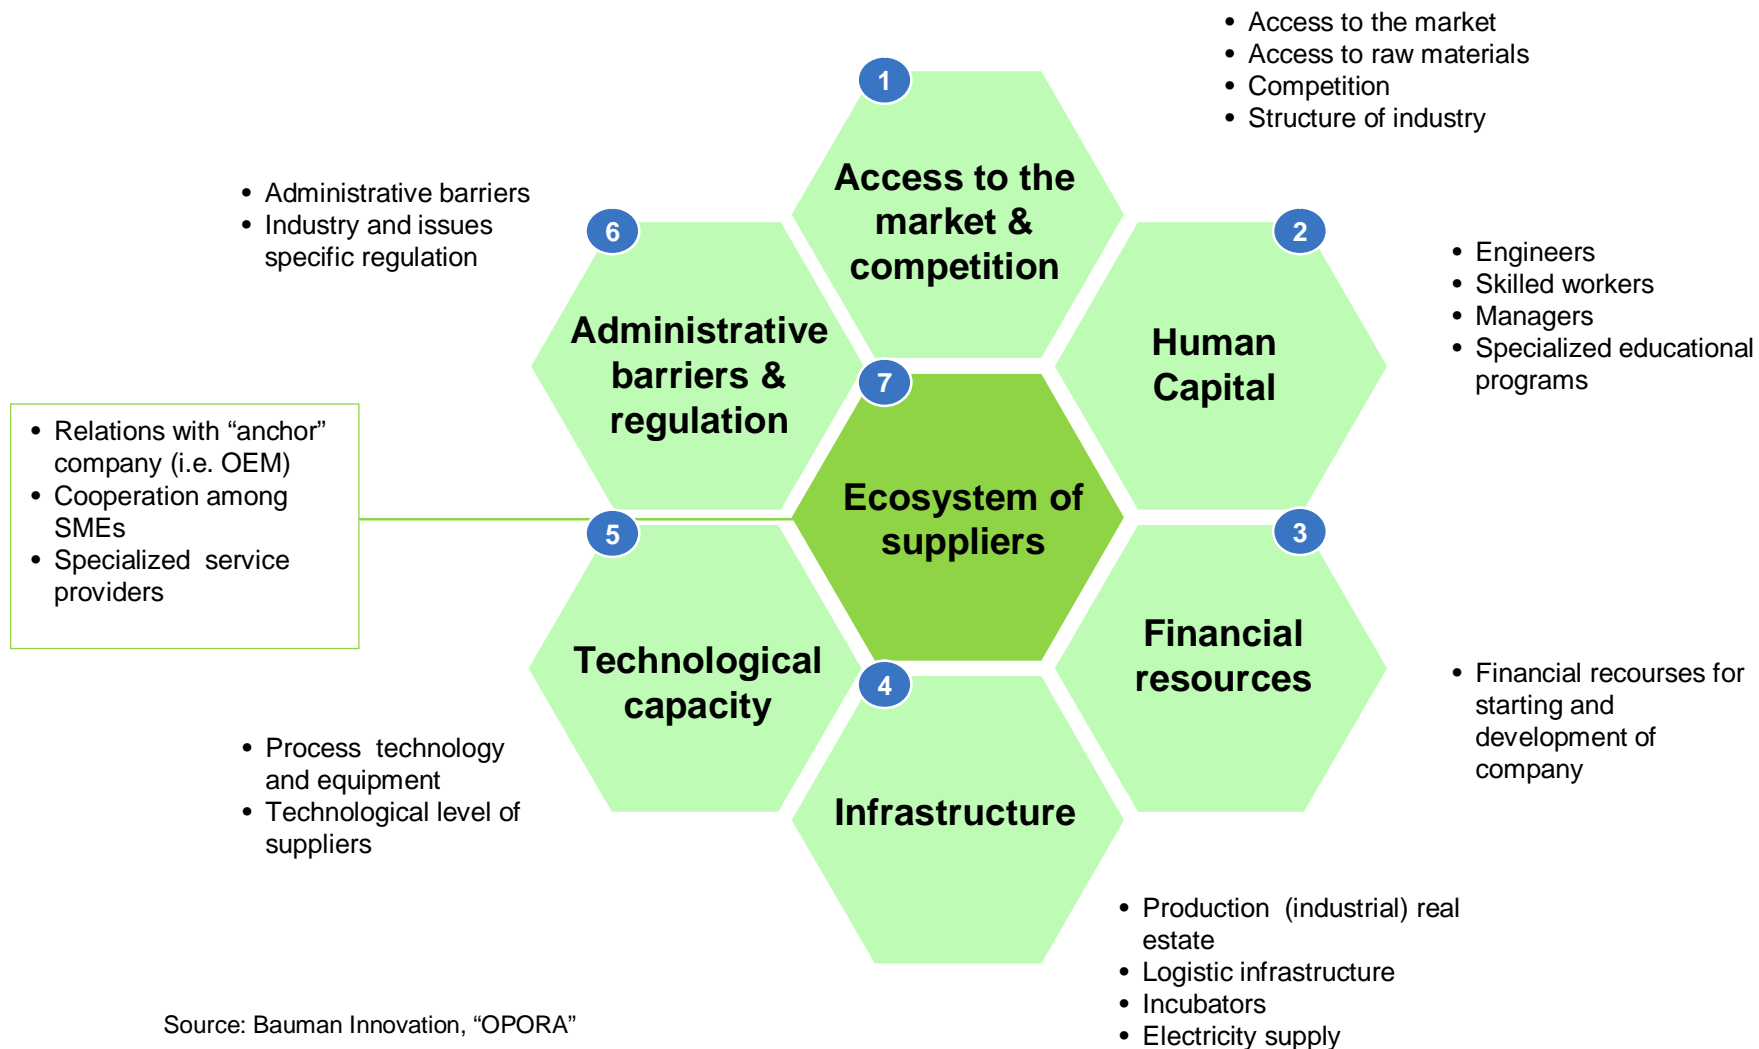 • Access to the market
• Access to raw materials
• Competition
• Structure of industry
1
Access to the
market &
competition
• Administrative barriers
• Industry and issues
specific regulation
6
Administrative
barriers &
regulation
2
Human
Capital
• Engineers
• Skilled workers
• Managers
• Specialized educational
programs
7
Ecosystem of
suppliers
• Relations with “anchor”
company (i.e. OEM)
• Cooperation among
SMEs
• Specialized service
providers
5
Technological
capacity
• Process technology
and equipment
• Technological level of
suppliers
3
Financial
resources
• Financial recourses for
starting and
development of
company
4
Infrastructure
• Production (industrial) real
estate
• Logistic infrastructure
• Incubators
• Electricity supply
Source: Bauman Innovation, “OPORA”